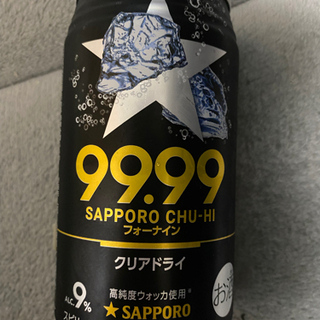 99.99
SAPPORO CHU-HI
フォーナイン
クリアドライ
ALC. 9%
高純度ウォッカ使用※
★SAPPORO
お酒